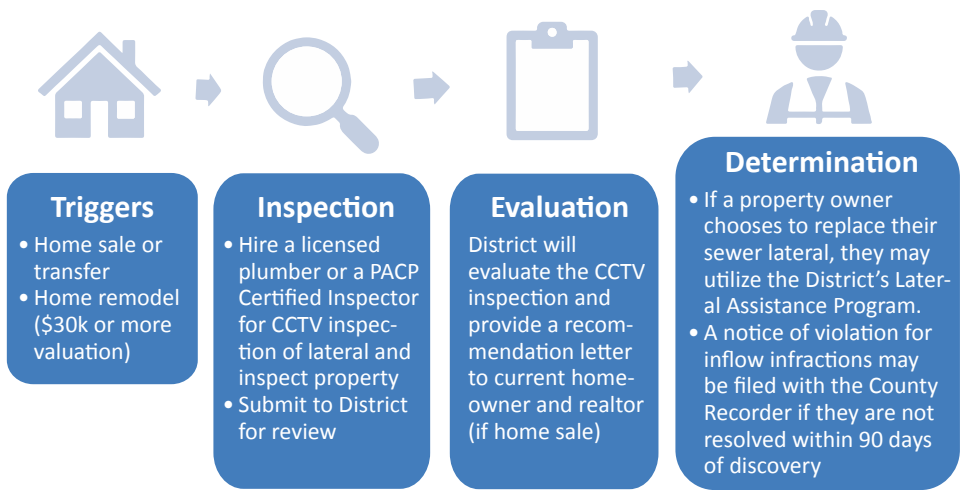 Triggers
• Home sale or
transfer
• Home remodel
($30k or more
valuation)
Inspection
• Hire a licensed
plumber or a PACP
Certified Inspector
for CCTV inspec-
tion of lateral and
inspect property
• Submit to District
for review
Evaluation
District will
evaluate the CCTV
inspection and
provide a recom-
mendation letter
to current home-
owner and realtor
(if home sale)
Determination
• If a property owner
chooses to replace their
sewer lateral, they may
utilize the District’s Later-
al Assistance Program.
• A notice of violation for
inflow infractions may
be filed with the County
Recorder if they are not
resolved within 90 days
of discovery